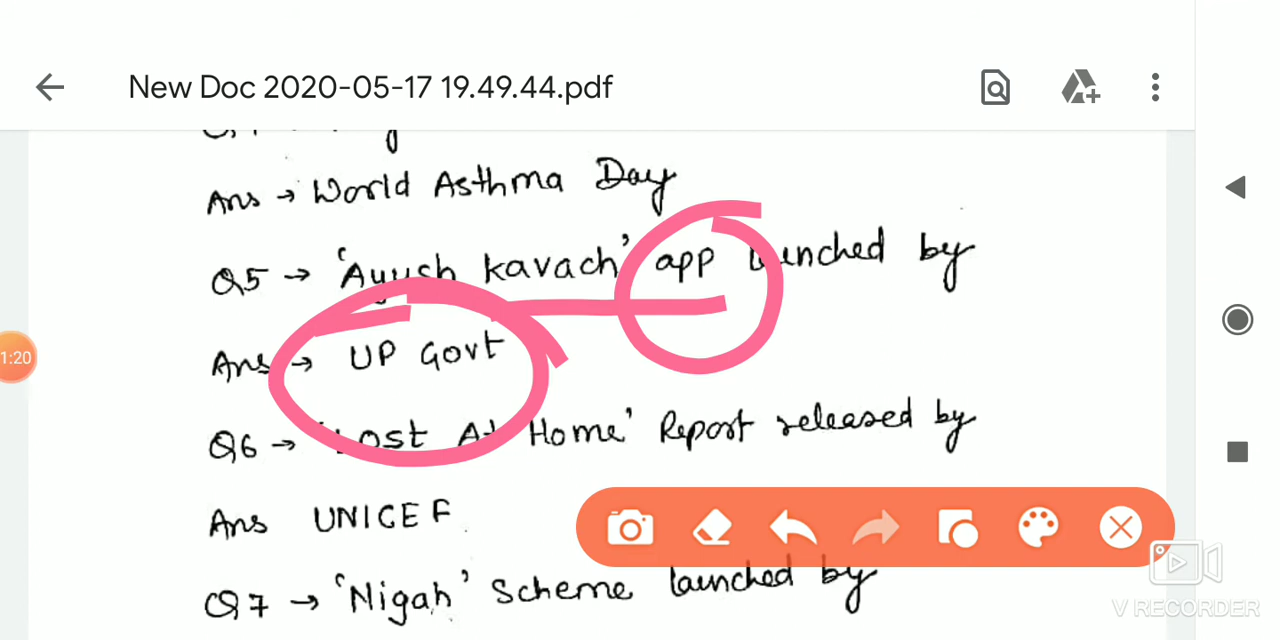 New Doc 2020-05-17 19.49.44.pdf
Ans → World Asthma Day
Q5 → 'Ayush kavach' app launched by
Ans → UP Govt
Q6 → 'Lost At Home' Report released by
Ans UNICEF
Q7 → 'Nigah' Scheme launched by
1:20
V RECORDER